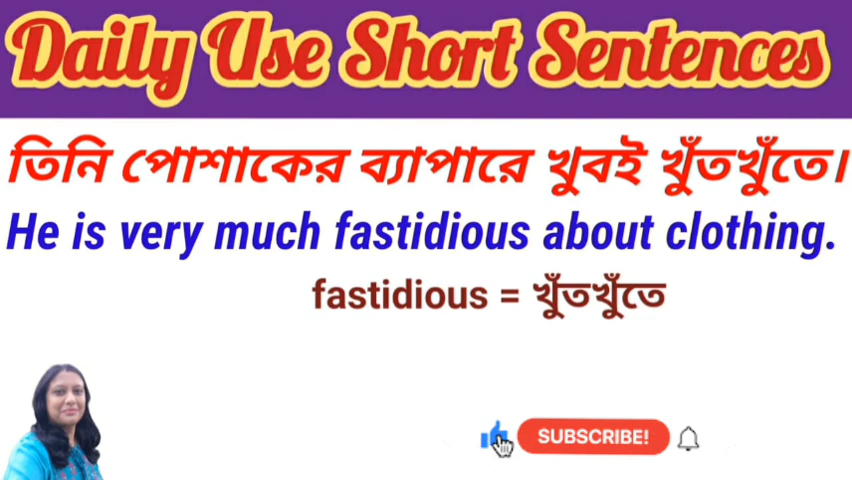 Daily Use Short Sentences
তিনি পোশাকের ব্যাপারে খুবই খুঁতখুঁতে।
He is very much fastidious about clothing.
fastidious = খুঁতখুঁতে
SUBSCRIBE!